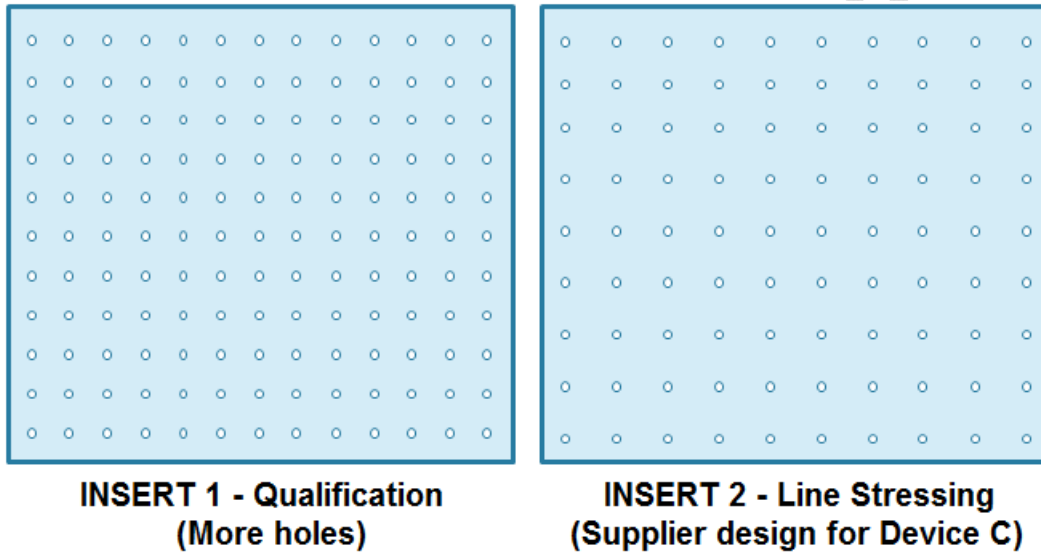 INSERT 1 - Qualification
(More holes)
INSERT 2 - Line Stressing
(Supplier design for Device C)